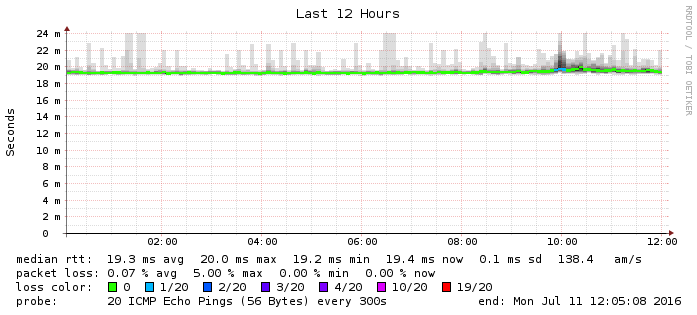 Last 12 Hours
RRDTOOL / TOBI OETIKER
Seconds
24 m
22 m
20 m
18 m
16 m
14 m
12 m
10 m
8 m
6 m
4 m
2 m
0
02:00 04:00 06:00 08:00 10:00 12:00
median rtt: 19.3 ms avg 20.0 ms max 19.2 ms min 19.4 ms now 0.1 ms sd 138.4 am/s
packet loss: 0.07 % avg 5.00 % max 0.00 % min 0.00 % now
loss color: 0 1/20 2/20 3/20 4/20 10/20 19/20
probe: 20 ICMP Echo Pings (56 Bytes) every 300s end: Mon Jul 11 12:05:08 2016